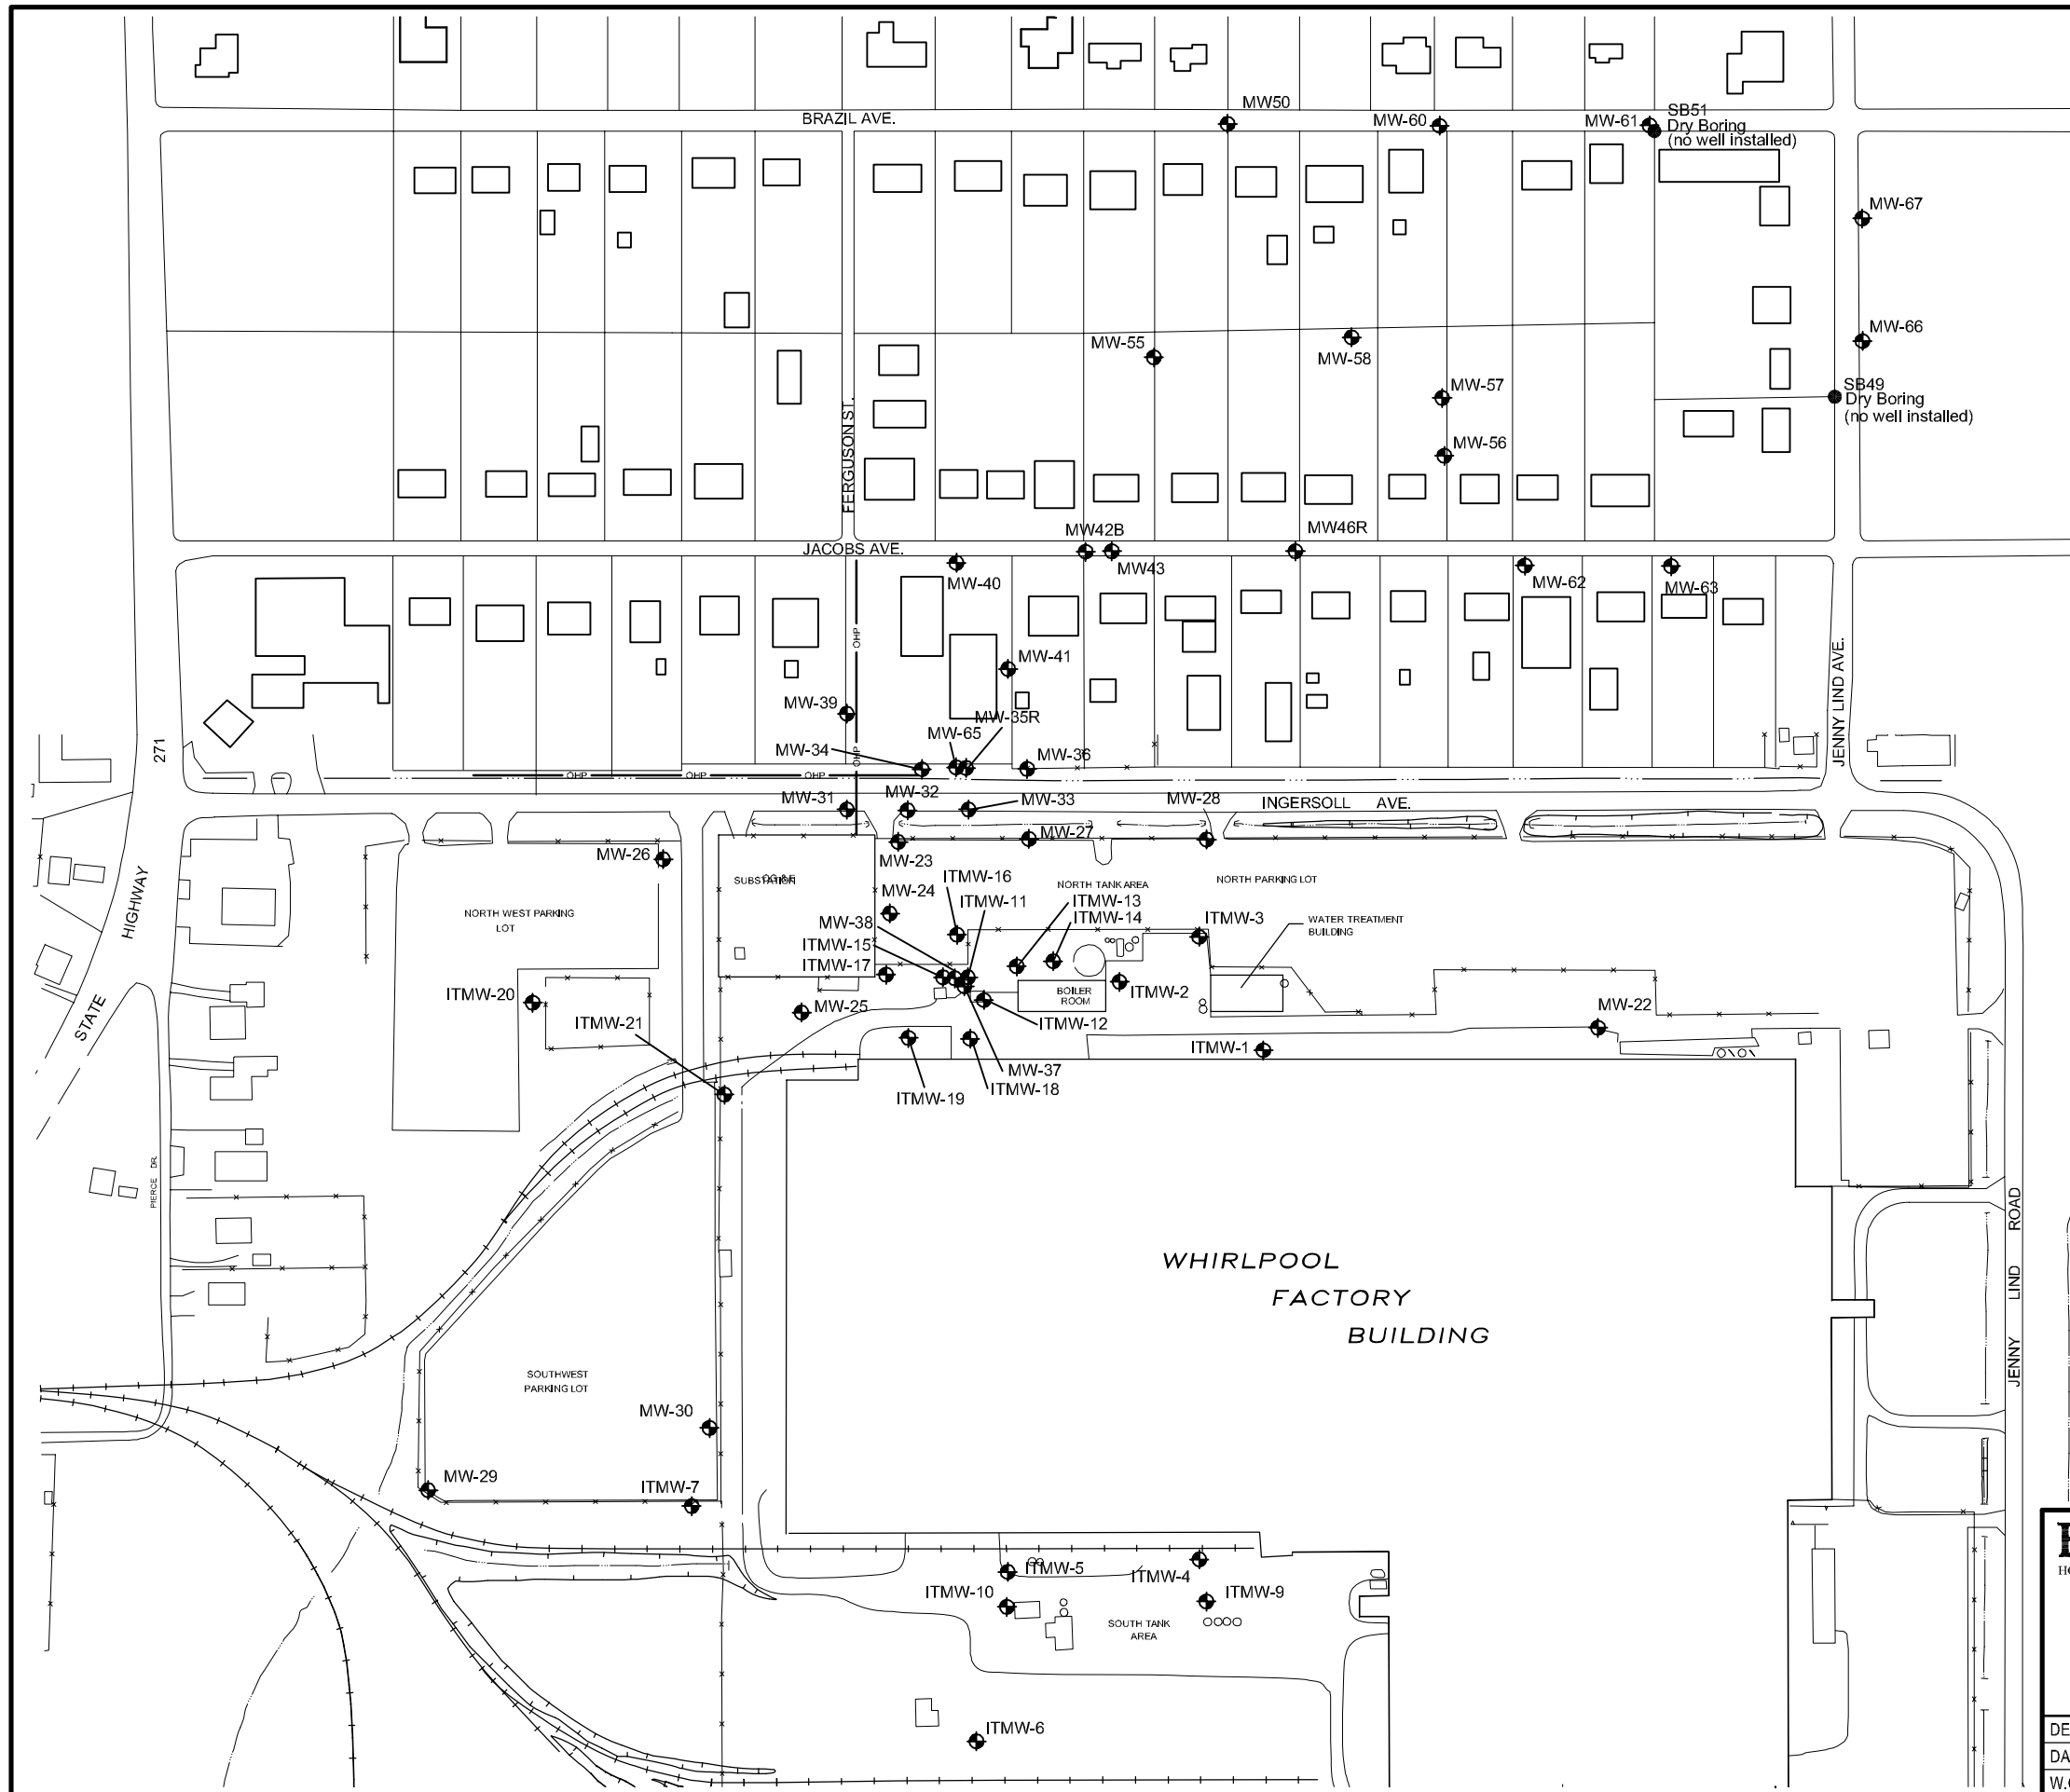 MW50
BRAZIL AVE.
MW-60
MW-61
SB51
Dry Boring
(no well installed)
MW-67
MW-66
MW-55
MW-58
MW-57
SB49
Dry Boring
(no well installed)
MW-56
FERGUSON ST.
MW42B
MW46R
JACOBS AVE.
MW-40
MW43
MW-62
MW-63
OHP
MW-41
JENNY LIND AVE.
MW-39
MW-35R
MW-65
MW-34
MW-36
271
OHP
OHP
OHP
OHP
MW-31
MW-32
MW-33
MW-28
INGERSOLL AVE.
MW-27
MW-26
MW-23
SUBSTATION
OG&E
ITMW-16
NORTH TANK AREA
NORTH PARKING LOT
MW-24
ITMW-11
ITMW-13
ITMW-14
ITMW-3
WATER TREATMENT
BUILDING
NORTH WEST PARKING
LOT
MW-38
ITMW-15
ITMW-17
STATE HIGHWAY
ITMW-20
ITMW-21
MW-25
BOILER
ROOM
ITMW-2
ITMW-12
MW-22
ITMW-1
MW-37
ITMW-18
ITMW-19
PIERCE DR.
WHIRLPOOL
FACTORY
BUILDING
JENNY LIND ROAD
SOUTHWEST
PARKING LOT
MW-30
MW-29
ITMW-7
ITMW-5
ITMW-4
ITMW-10
ITMW-9
SOUTH TANK
AREA
ITMW-6
DE
DA